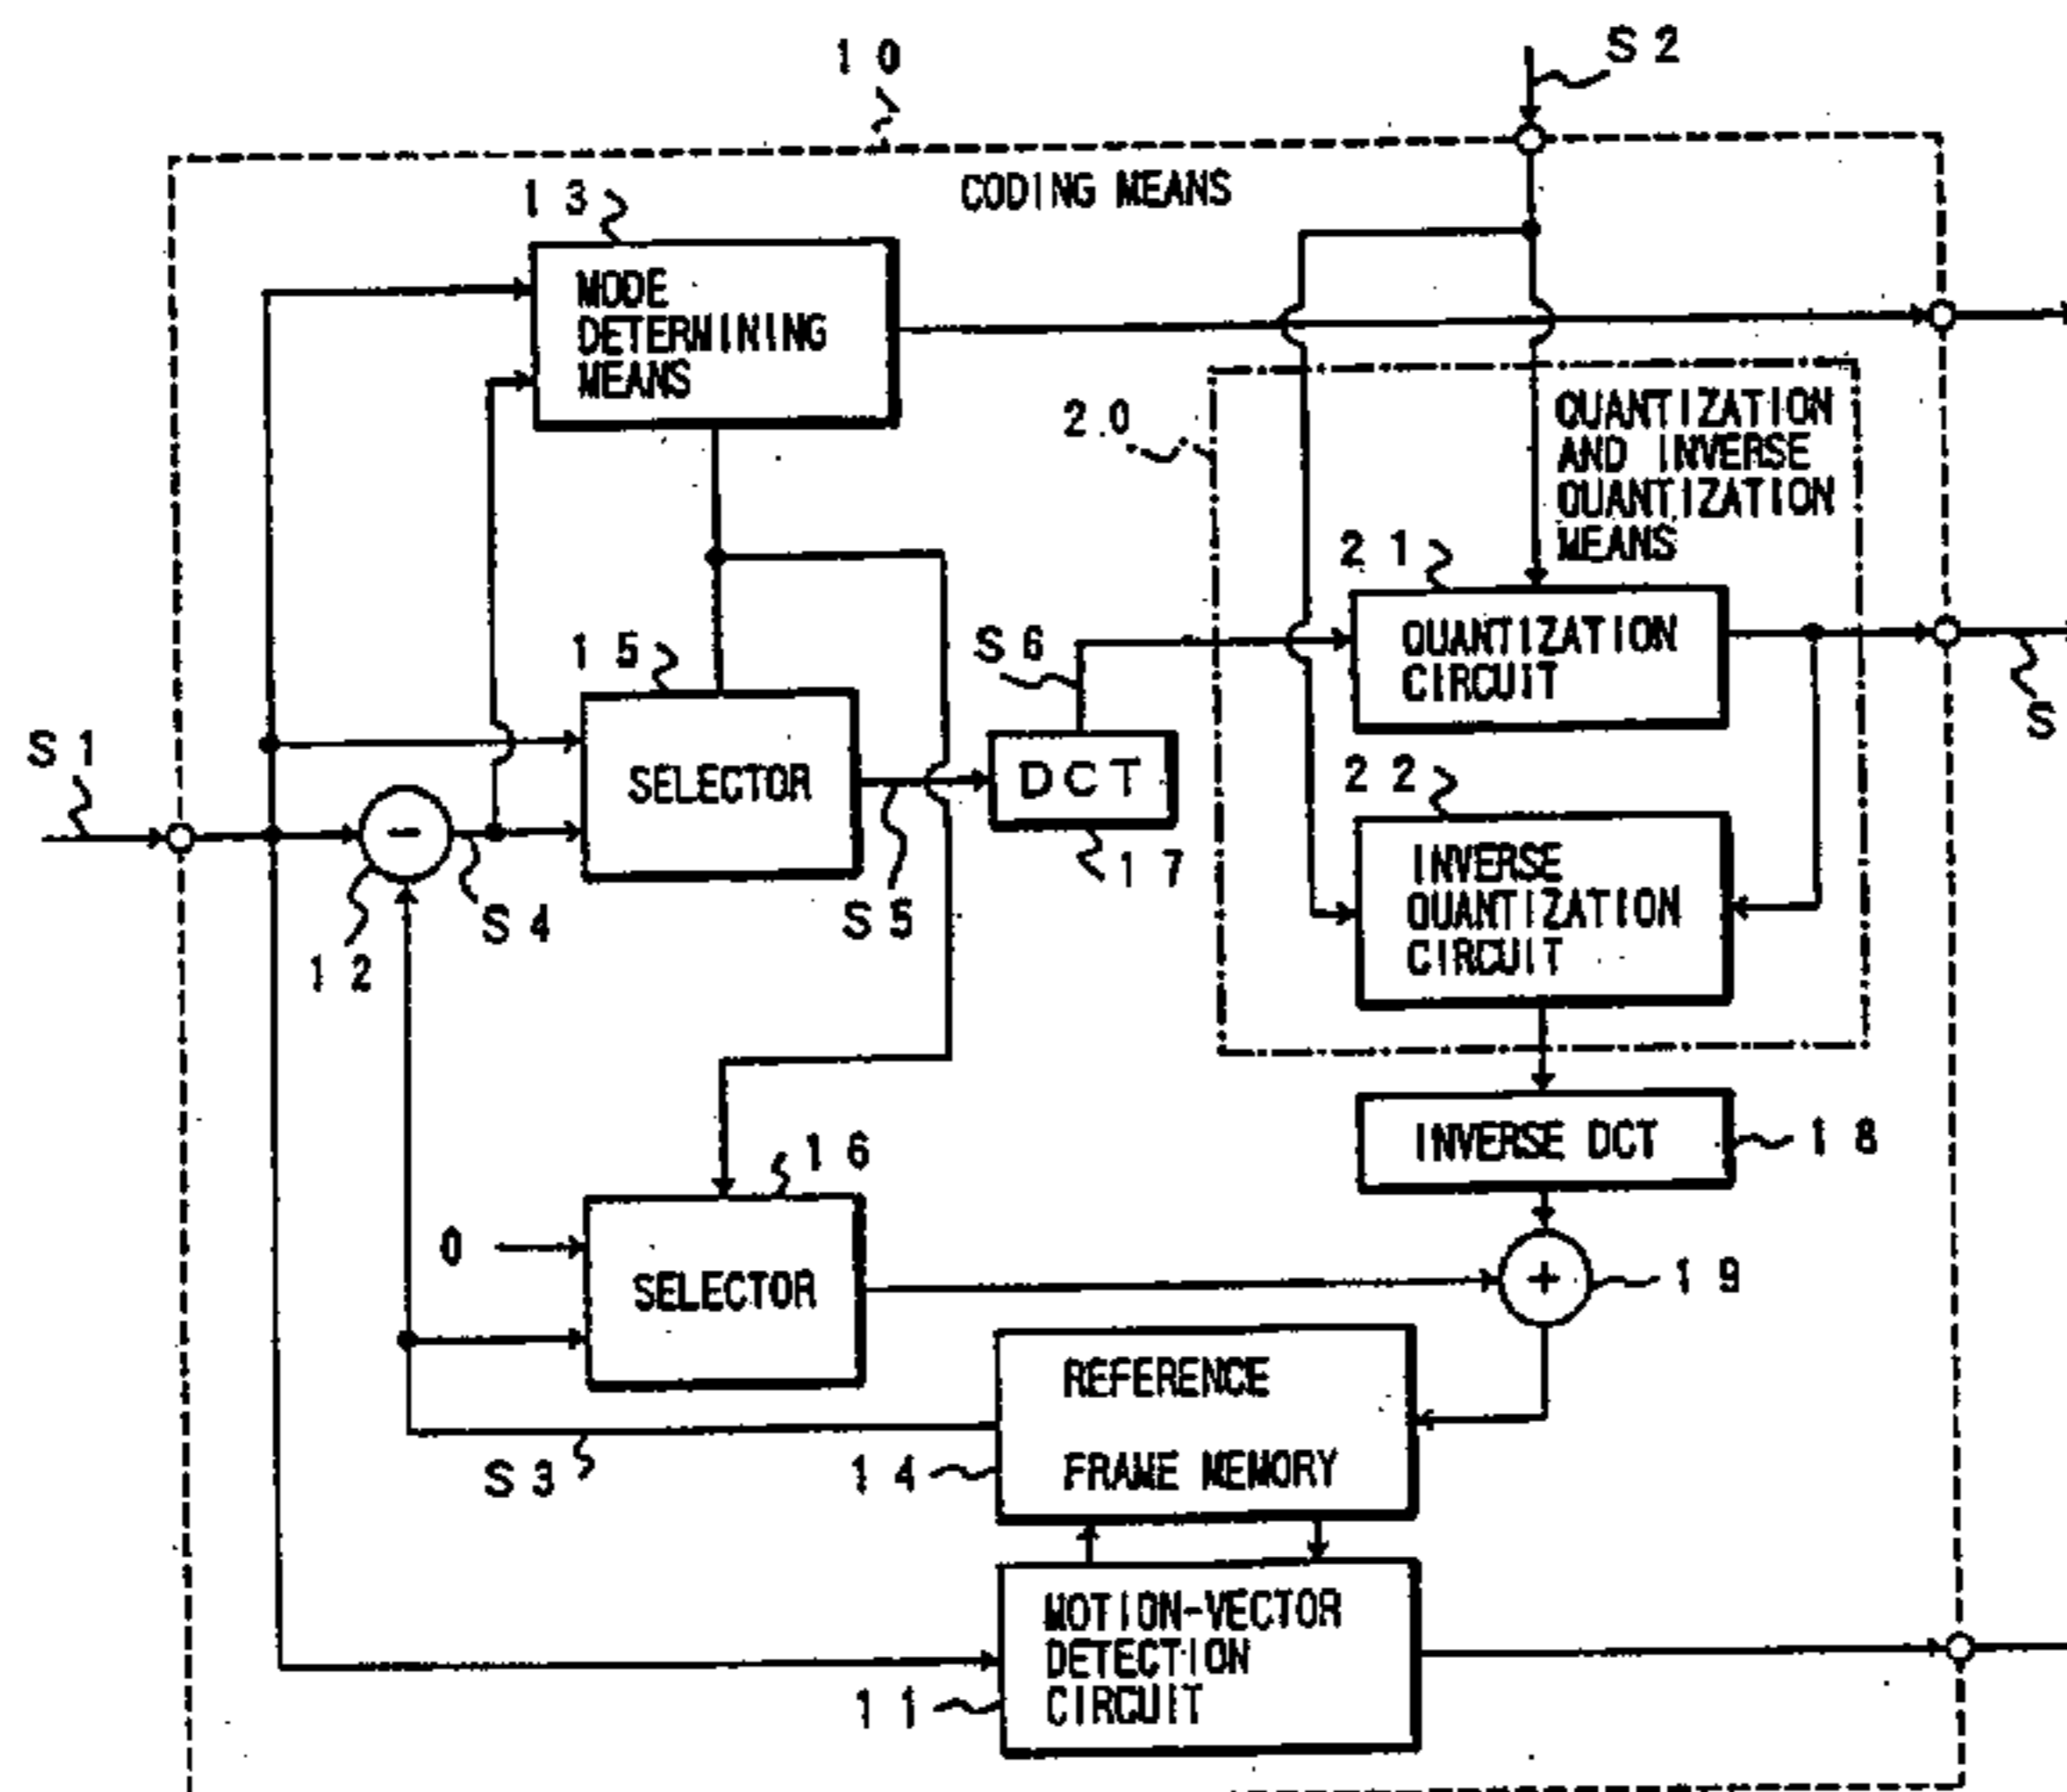 10
S2
CODING MEANS
13
MODE
DETERMINING
MEANS
20
QUANTIZATION
AND INVERSE
QUANTIZATION
MEANS
21
15
S6
QUANTIZATION
CIRCUIT
S1
S
SELECTOR
DCT
22
-
17
INVERSE
QUANTIZATION
CIRCUIT
S4
S5
12
INVERSE DCT
18
16
0
SELECTOR
+
19
REFERENCE
FRAME MEMORY
S3
14
MOTION-VECTOR
DETECTION
CIRCUIT
11